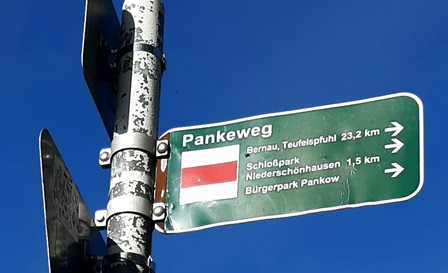 Pankeweg
Bernau, Teufelspfuhl 23,2 km →
Schloßpark →
Niederschönhausen 1,5 km
Bürgerpark Pankow →